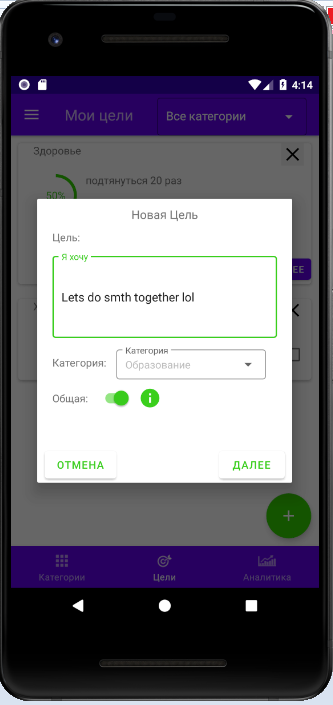 4:14
Мои цели
Все категории
Здоровье
50%
подтянуться 20 раз
Новая Цель
Цель:
Я хочу
Lets do smth together lol
Категория:
Категория
Образование
Общая:
ОТМЕНА
ДАЛЕЕ
Категории
Цели
Аналитика